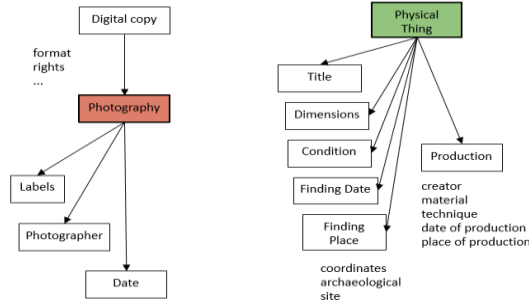 Digital copy
format
rights
...
Photography
Labels
Photographer
Date
Physical
Thing
Title
Dimensions
Condition
Finding Date
Finding
Place
coordinates
archaeological
site
Production
creator
material
technique
date of production
place of production